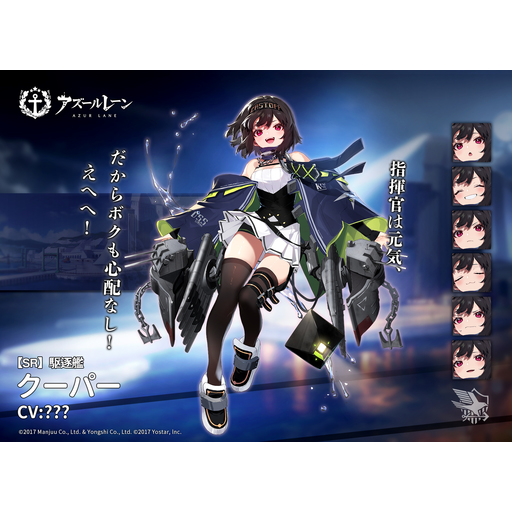 アズールレーン
AZUR LANE
指揮官は元気、
だからボクも心配なし！
えへへ！
【SR】駆逐艦
クーパー
CV:???
©2017 Manjuu Co., Ltd. & Yongshi Co., Ltd. ©2017 Yostar, Inc.